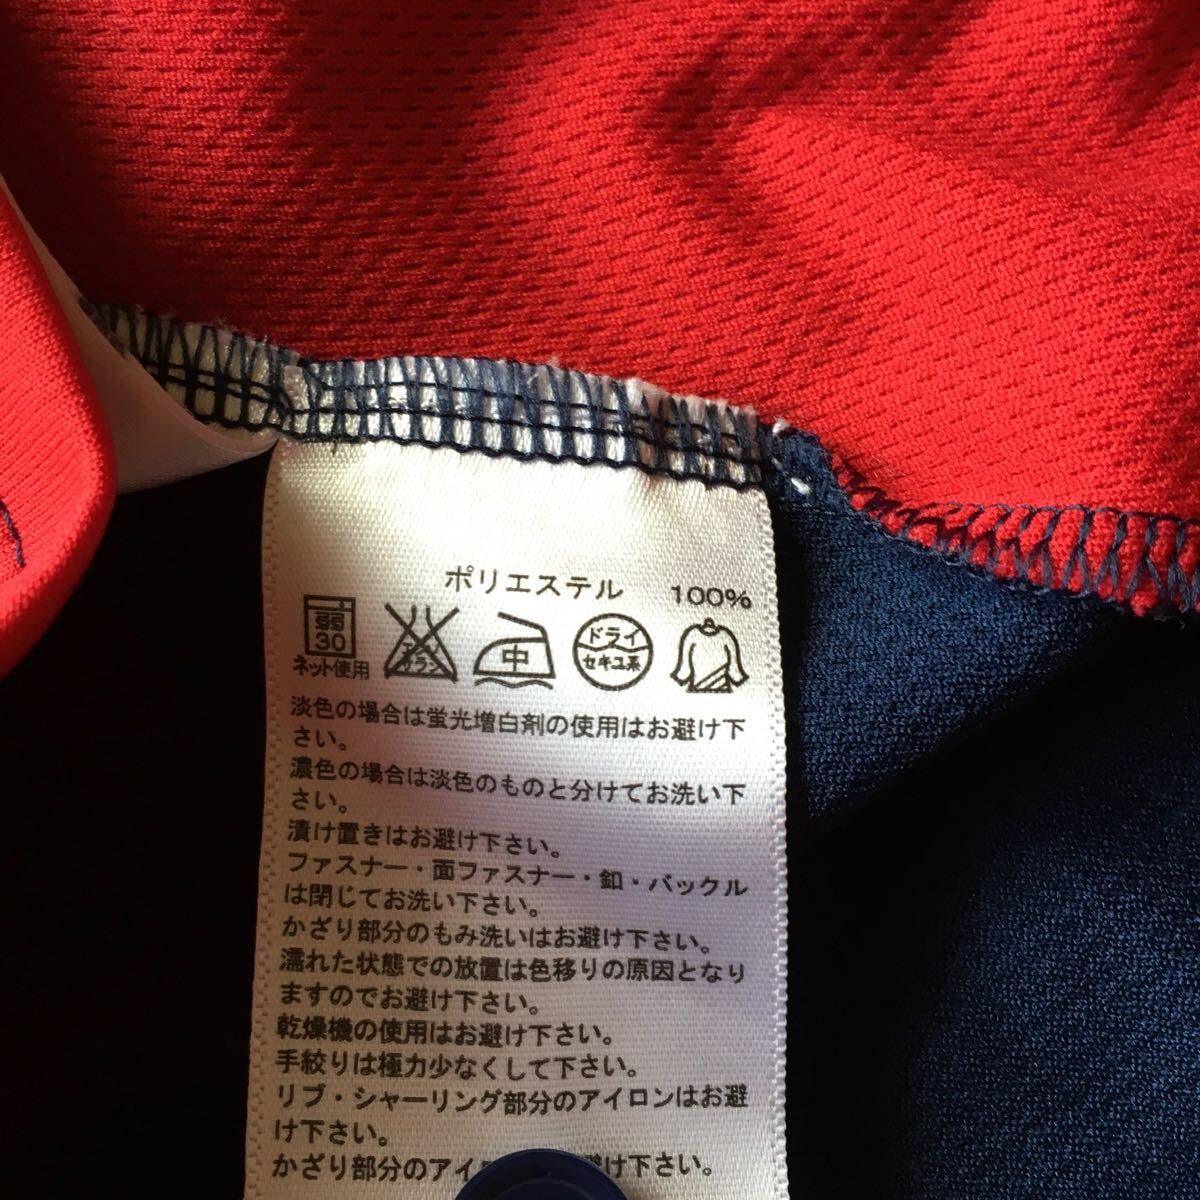 ポリエステル 100%
弱 ドライ
30 エンソ サラシ 中 セキユ系
ネット使用
淡色の場合は蛍光増白剤の使用はお避け下
さい。
濃色の場合は淡色のものと分けてお洗い下
さい。
漬け置きはお避け下さい。
ファスナー・面ファスナー・釦・バックル
は閉じてお洗い下さい。
かざり部分のもみ洗いはお避け下さい。
濡れた状態での放置は色移りの原因となり
ますのでお避け下さい。
乾燥機の使用はお避け下さい。
手絞りは極力少なくして下さい。
リブ・シャーリング部分のアイロンはお避
け下さい。
かざり部分のアイ 避け下さい。